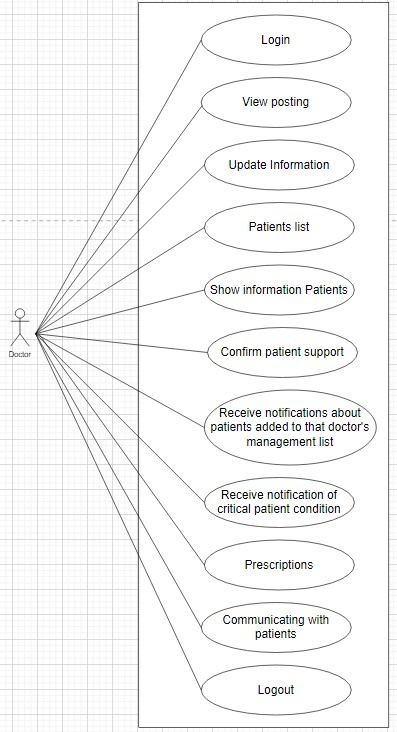 Login
View posting
Update Information
Patients list
Show information Patients
Doctor
Confirm patient support
Receive notifications about
patients added to that doctor's
management list
Receive notification of
critical patient condition
Prescriptions
Communicating with
patients
Logout